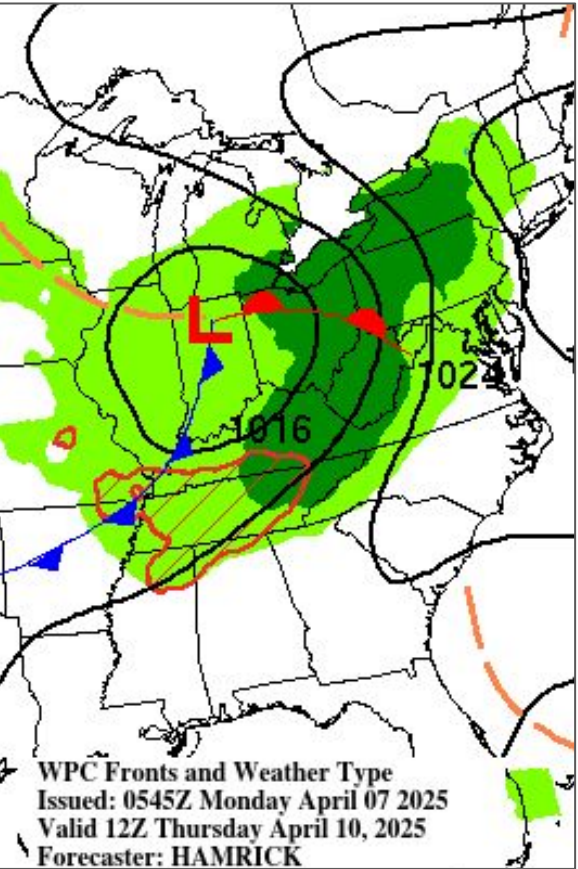 L
1024
1016
WPC Fronts and Weather Type
Issued: 0545Z Monday April 07 2025
Valid 12Z Thursday April 10, 2025
Forecaster: HAMRICK